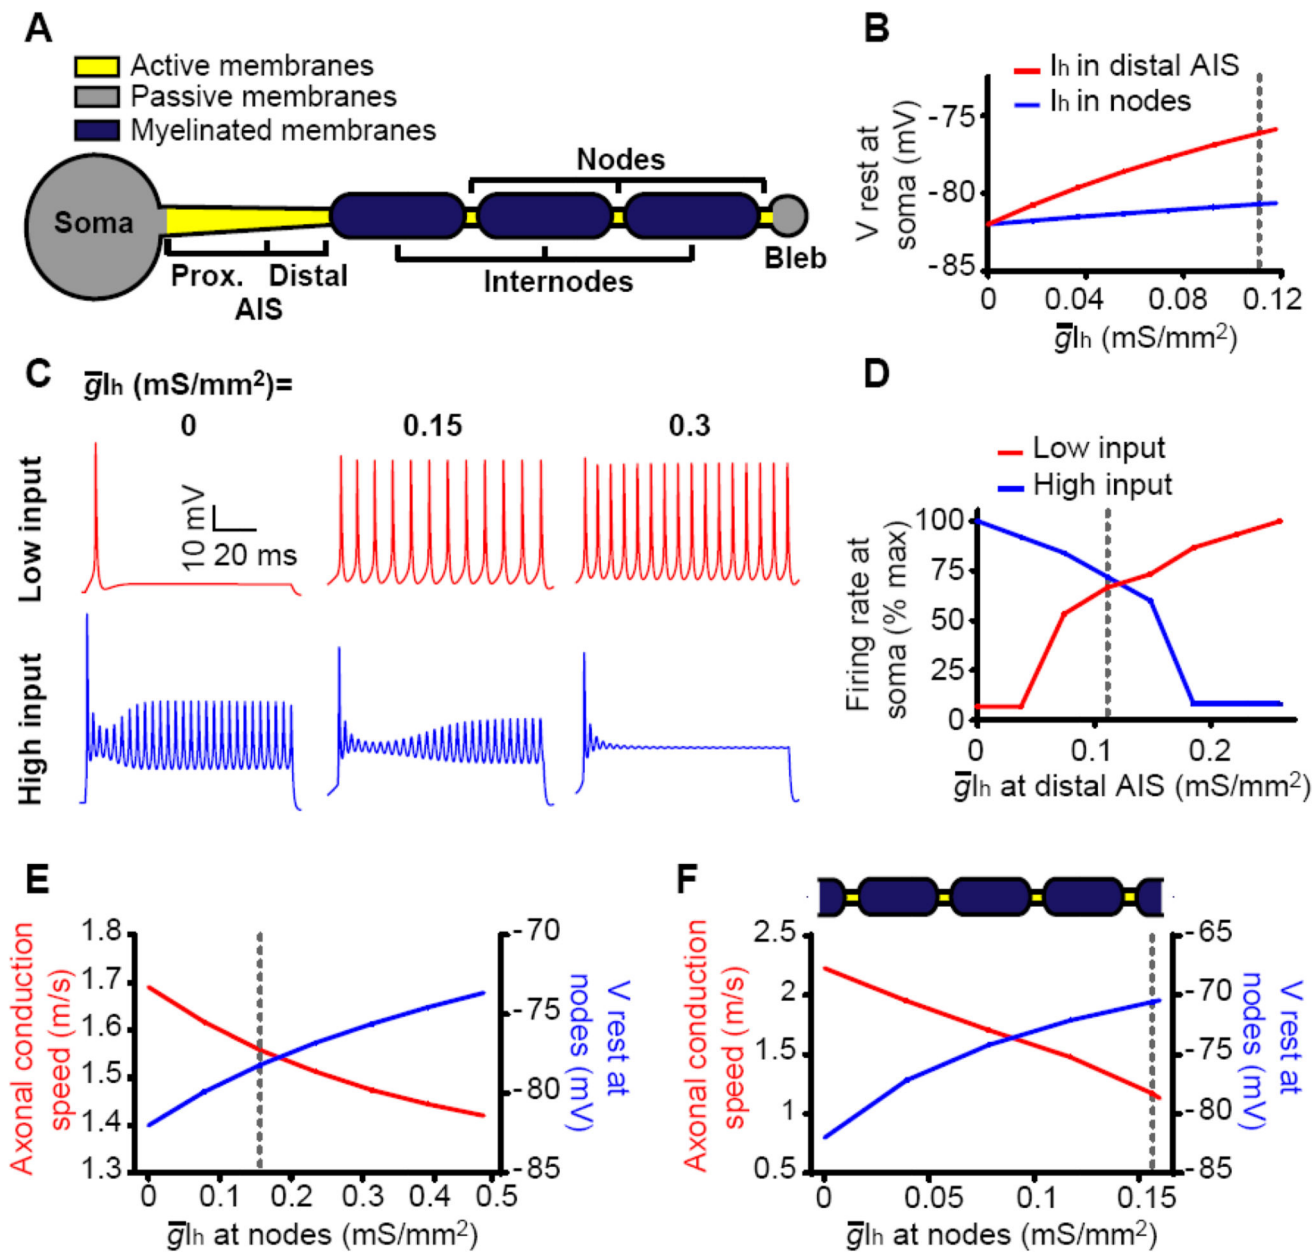 A
Active membranes
Passive membranes
Myelinated membranes
Nodes
Soma
Prox. Distal
AIS
Internodes
Bleb
B
Ih in distal AIS
Ih in nodes
V rest at
soma (mV)
-75
-80
-85
0 0.04 0.08 0.12
g̅Ih (mS/mm²)
C
g̅Ih (mS/mm²)=
0 0.15 0.3
Low input
10 mV
20 ms
High input
D
Low input
High input
Firing rate at
soma (% max)
100
75
50
25
0
0 0.1 0.2
g̅Ih at distal AIS (mS/mm²)
E
Axonal conduction
speed (m/s)
1.8
1.7
1.6
1.5
1.4
1.3
-70
-75
-80
-85
V rest at
nodes (mV)
0 0.1 0.2 0.3 0.4 0.5
g̅Ih at nodes (mS/mm²)
F
Axonal conduction
speed (m/s)
2.5
2
1.5
1
0.5
-65
-70
-75
-80
-85
V rest at
nodes (mV)
0 0.05 0.1 0.15
g̅Ih at nodes (mS/mm²)